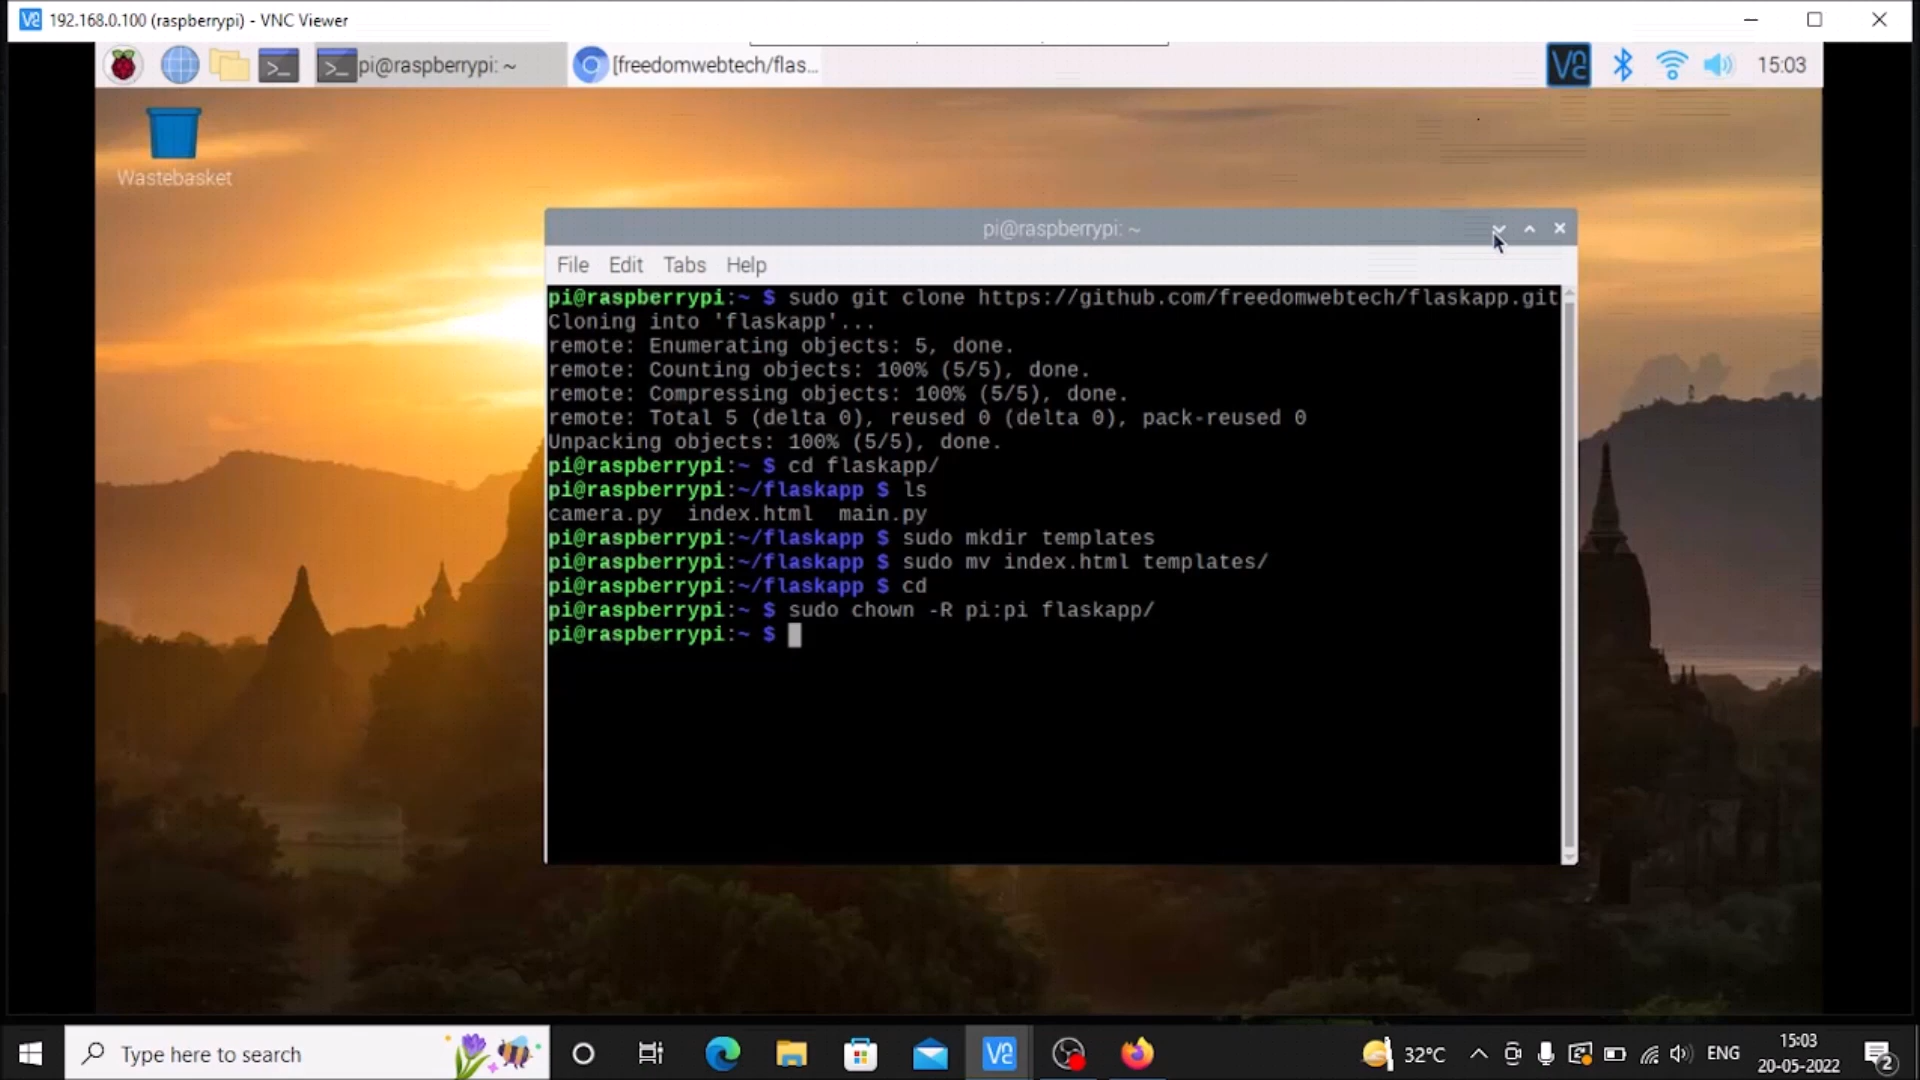 192.168.0.100 (raspberrypi) - VNC Viewer
pi@raspberrypi: ~
[freedomwebtech/flas...
15:03
Wastebasket
pi@raspberrypi: ~
File Edit Tabs Help
pi@raspberrypi:~ $ sudo git clone https://github.com/freedomwebtech/flaskapp.git
Cloning into 'flaskapp'...
remote: Enumerating objects: 5, done.
remote: Counting objects: 100% (5/5), done.
remote: Compressing objects: 100% (5/5), done.
remote: Total 5 (delta 0), reused 0 (delta 0), pack-reused 0
Unpacking objects: 100% (5/5), done.
pi@raspberrypi:~ $ cd flaskapp/
pi@raspberrypi:~/flaskapp $ ls
camera.py index.html main.py
pi@raspberrypi:~/flaskapp $ sudo mkdir templates
pi@raspberrypi:~/flaskapp $ sudo mv index.html templates/
pi@raspberrypi:~/flaskapp $ cd
pi@raspberrypi:~ $ sudo chown -R pi:pi flaskapp/
pi@raspberrypi:~ $
Type here to search
32°C
ENG
15:03
20-05-2022
2